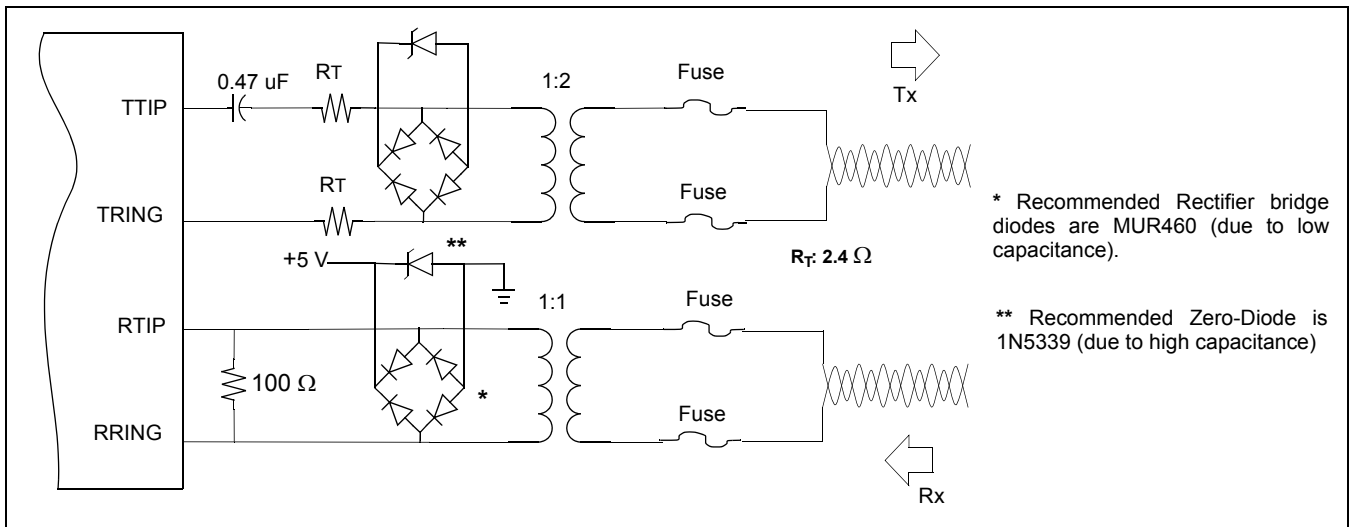 0.47 uF
RT
1:2
Fuse
Tx
TTIP
RT
Fuse
TRING
* Recommended Rectifier bridge
diodes are MUR460 (due to low
capacitance).
+5 V
**
RT: 2.4 Ω
1:1
Fuse
RTIP
** Recommended Zero-Diode is
1N5339 (due to high capacitance)
100 Ω
*
Fuse
RRING
Rx